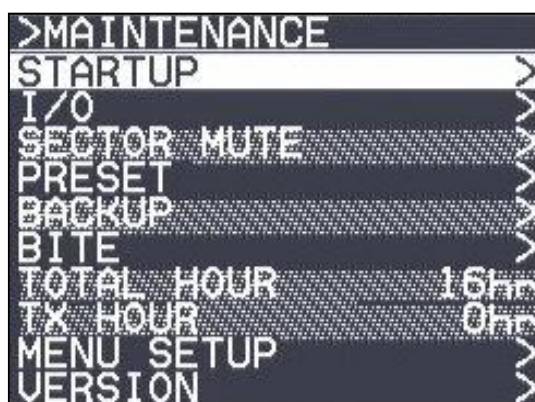 >MAINTENANCE
STARTUP >
I/O >
SECTOR MUTE >
PRESET >
BACKUP >
BITE >
TOTAL HOUR 16hr
TX HOUR 0hr
MENU SETUP >
VERSION >